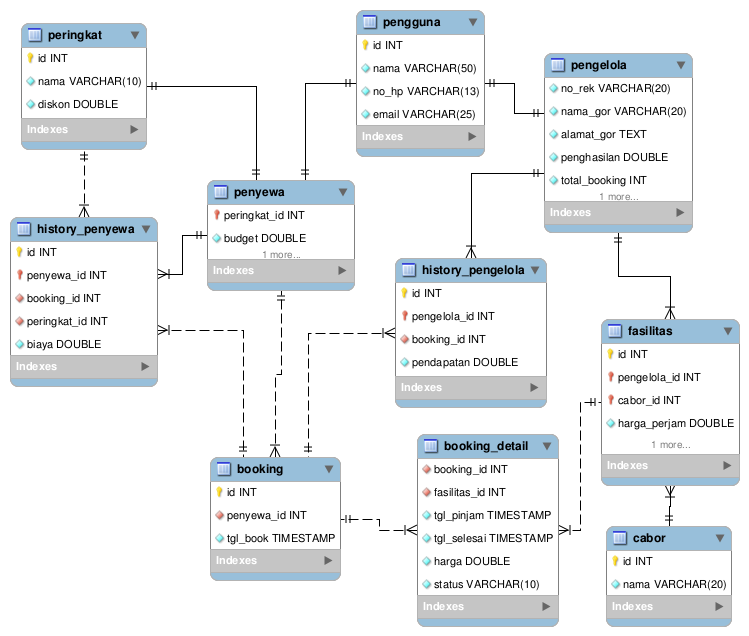 peringkat
id INT
nama VARCHAR(10)
diskon DOUBLE
Indexes
pengguna
id INT
nama VARCHAR(50)
no_hp VARCHAR(13)
email VARCHAR(25)
Indexes
pengelola
no_rek VARCHAR(20)
nama_gor VARCHAR(20)
alamat_gor TEXT
penghasilan DOUBLE
total_booking INT
1 more...
Indexes
penyewa
peringkat_id INT
budget DOUBLE
1 more...
Indexes
history_penyewa
id INT
penyewa_id INT
booking_id INT
peringkat_id INT
biaya DOUBLE
Indexes
history_pengelola
id INT
pengelola_id INT
booking_id INT
pendapatan DOUBLE
Indexes
fasilitas
id INT
pengelola_id INT
cabor_id INT
harga_perjam DOUBLE
1 more...
Indexes
booking
id INT
penyewa_id INT
tgl_book TIMESTAMP
Indexes
booking_detail
booking_id INT
fasilitas_id INT
tgl_pinjam TIMESTAMP
tgl_selesai TIMESTAMP
harga DOUBLE
status VARCHAR(10)
Indexes
cabor
id INT
nama VARCHAR(20)
Indexes